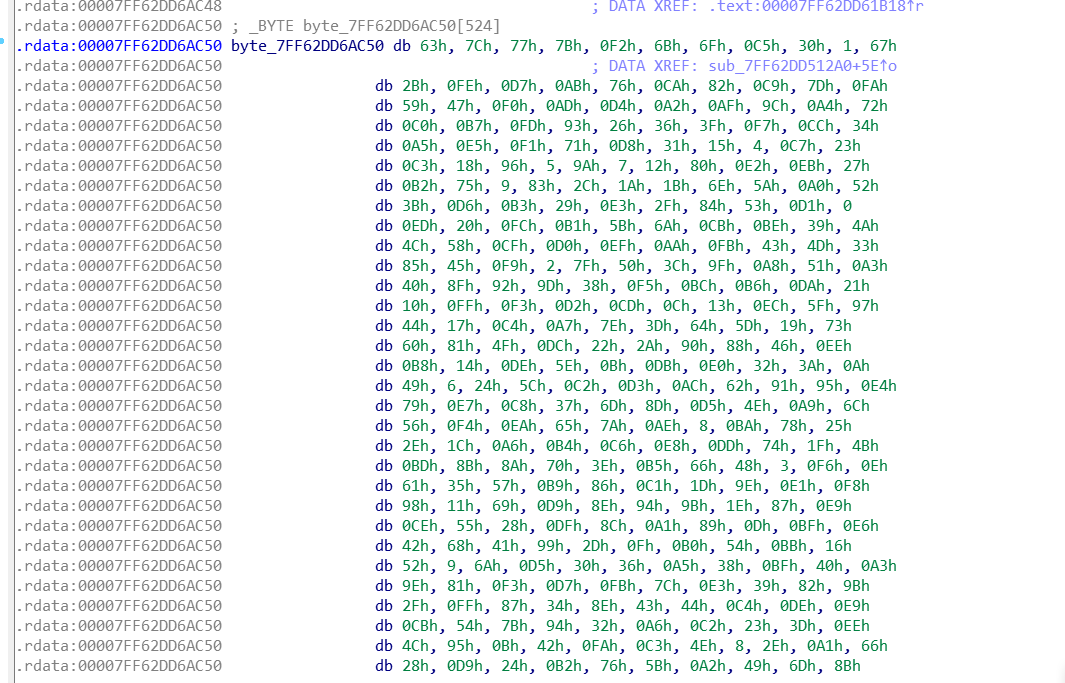 .rdata:00007FF62DD6AC48 ; DATA XREF: .text:00007FF62DD61B18↑r
.rdata:00007FF62DD6AC50 ; _BYTE byte_7FF62DD6AC50[524]
.rdata:00007FF62DD6AC50 byte_7FF62DD6AC50 db 63h, 7Ch, 77h, 7Bh, 0F2h, 6Bh, 6Fh, 0C5h, 30h, 1, 67h
.rdata:00007FF62DD6AC50 ; DATA XREF: sub_7FF62DD512A0+5E↑o
.rdata:00007FF62DD6AC50 db 2Bh, 0FEh, 0D7h, 0ABh, 76h, 0CAh, 82h, 0C9h, 7Dh, 0FAh
.rdata:00007FF62DD6AC50 db 59h, 47h, 0F0h, 0ADh, 0D4h, 0A2h, 0AFh, 9Ch, 0A4h, 72h
.rdata:00007FF62DD6AC50 db 0C0h, 0B7h, 0FDh, 93h, 26h, 36h, 3Fh, 0F7h, 0CCh, 34h
.rdata:00007FF62DD6AC50 db 0A5h, 0E5h, 0F1h, 71h, 0D8h, 31h, 15h, 4, 0C7h, 23h
.rdata:00007FF62DD6AC50 db 0C3h, 18h, 96h, 5, 9Ah, 7, 12h, 80h, 0E2h, 0EBh, 27h
.rdata:00007FF62DD6AC50 db 0B2h, 75h, 9, 83h, 2Ch, 1Ah, 1Bh, 6Eh, 5Ah, 0A0h, 52h
.rdata:00007FF62DD6AC50 db 3Bh, 0D6h, 0B3h, 29h, 0E3h, 2Fh, 84h, 53h, 0D1h, 0
.rdata:00007FF62DD6AC50 db 0EDh, 20h, 0FCh, 0B1h, 5Bh, 6Ah, 0CBh, 0BEh, 39h, 4Ah
.rdata:00007FF62DD6AC50 db 4Ch, 58h, 0CFh, 0D0h, 0EFh, 0AAh, 0FBh, 43h, 4Dh, 33h
.rdata:00007FF62DD6AC50 db 85h, 45h, 0F9h, 2, 7Fh, 50h, 3Ch, 9Fh, 0A8h, 51h, 0A3h
.rdata:00007FF62DD6AC50 db 40h, 8Fh, 92h, 9Dh, 38h, 0F5h, 0BCh, 0B6h, 0DAh, 21h
.rdata:00007FF62DD6AC50 db 10h, 0FFh, 0F3h, 0D2h, 0CDh, 0Ch, 13h, 0ECh, 5Fh, 97h
.rdata:00007FF62DD6AC50 db 44h, 17h, 0C4h, 0A7h, 7Eh, 3Dh, 64h, 5Dh, 19h, 73h
.rdata:00007FF62DD6AC50 db 60h, 81h, 4Fh, 0DCh, 22h, 2Ah, 90h, 88h, 46h, 0EEh
.rdata:00007FF62DD6AC50 db 0B8h, 14h, 0DEh, 5Eh, 0Bh, 0DBh, 0E0h, 32h, 3Ah, 0Ah
.rdata:00007FF62DD6AC50 db 49h, 6, 24h, 5Ch, 0C2h, 0D3h, 0ACh, 62h, 91h, 95h, 0E4h
.rdata:00007FF62DD6AC50 db 79h, 0E7h, 0C8h, 37h, 6Dh, 8Dh, 0D5h, 4Eh, 0A9h, 6Ch
.rdata:00007FF62DD6AC50 db 56h, 0F4h, 0EAh, 65h, 7Ah, 0AEh, 8, 0BAh, 78h, 25h
.rdata:00007FF62DD6AC50 db 2Eh, 1Ch, 0A6h, 0B4h, 0C6h, 0E8h, 0DDh, 74h, 1Fh, 4Bh
.rdata:00007FF62DD6AC50 db 0BDh, 8Bh, 8Ah, 70h, 3Eh, 0B5h, 66h, 48h, 3, 0F6h, 0Eh
.rdata:00007FF62DD6AC50 db 61h, 35h, 57h, 0B9h, 86h, 0C1h, 1Dh, 9Eh, 0E1h, 0F8h
.rdata:00007FF62DD6AC50 db 98h, 11h, 69h, 0D9h, 8Eh, 94h, 9Bh, 1Eh, 87h, 0E9h
.rdata:00007FF62DD6AC50 db 0CEh, 55h, 28h, 0DFh, 8Ch, 0A1h, 89h, 0Dh, 0BFh, 0E6h
.rdata:00007FF62DD6AC50 db 42h, 68h, 41h, 99h, 2Dh, 0Fh, 0B0h, 54h, 0BBh, 16h
.rdata:00007FF62DD6AC50 db 52h, 9, 6Ah, 0D5h, 30h, 36h, 0A5h, 38h, 0BFh, 40h, 0A3h
.rdata:00007FF62DD6AC50 db 9Eh, 81h, 0F3h, 0D7h, 0FBh, 7Ch, 0E3h, 39h, 82h, 9Bh
.rdata:00007FF62DD6AC50 db 2Fh, 0FFh, 87h, 34h, 8Eh, 43h, 44h, 0C4h, 0DEh, 0E9h
.rdata:00007FF62DD6AC50 db 0CBh, 54h, 7Bh, 94h, 32h, 0A6h, 0C2h, 23h, 3Dh, 0EEh
.rdata:00007FF62DD6AC50 db 4Ch, 95h, 0Bh, 42h, 0FAh, 0C3h, 4Eh, 8, 2Eh, 0A1h, 66h
.rdata:00007FF62DD6AC50 db 28h, 0D9h, 24h, 0B2h, 76h, 5Bh, 0A2h, 49h, 6Dh, 8Bh